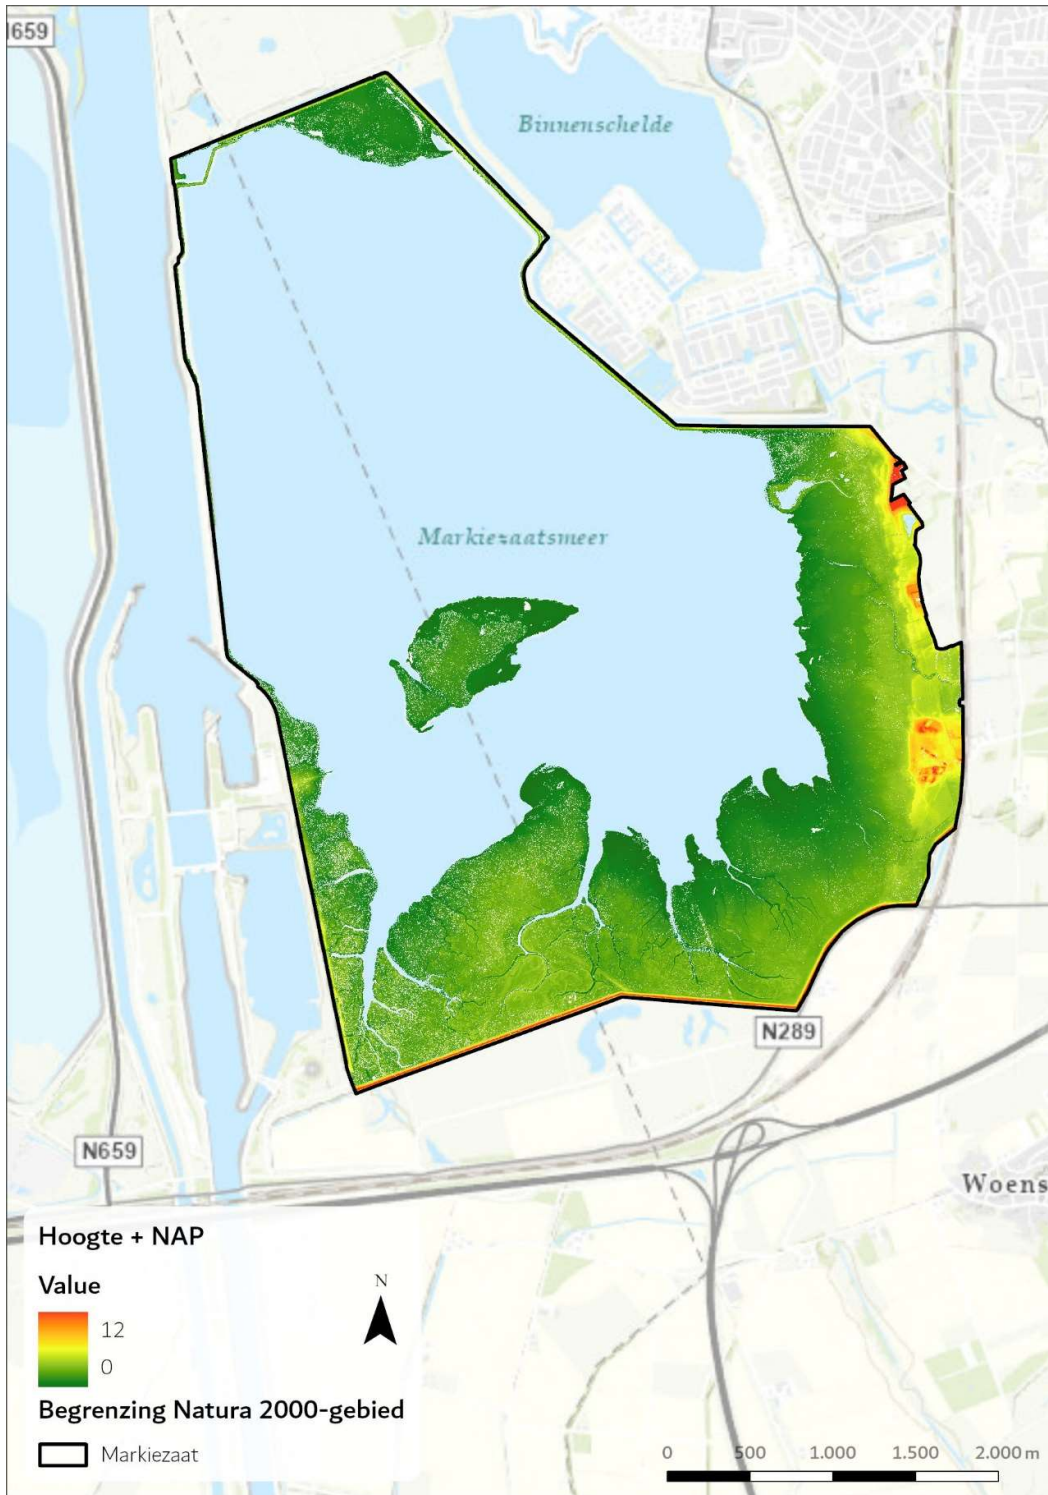 N659
Binnenschelde
Markiezaatsmeer
N289
N659
Woens
Hoogte + NAP
Value
N
12
0
Begrenzing Natura 2000-gebied
Markiezaat
0 500 1.000 1.500 2.000 m